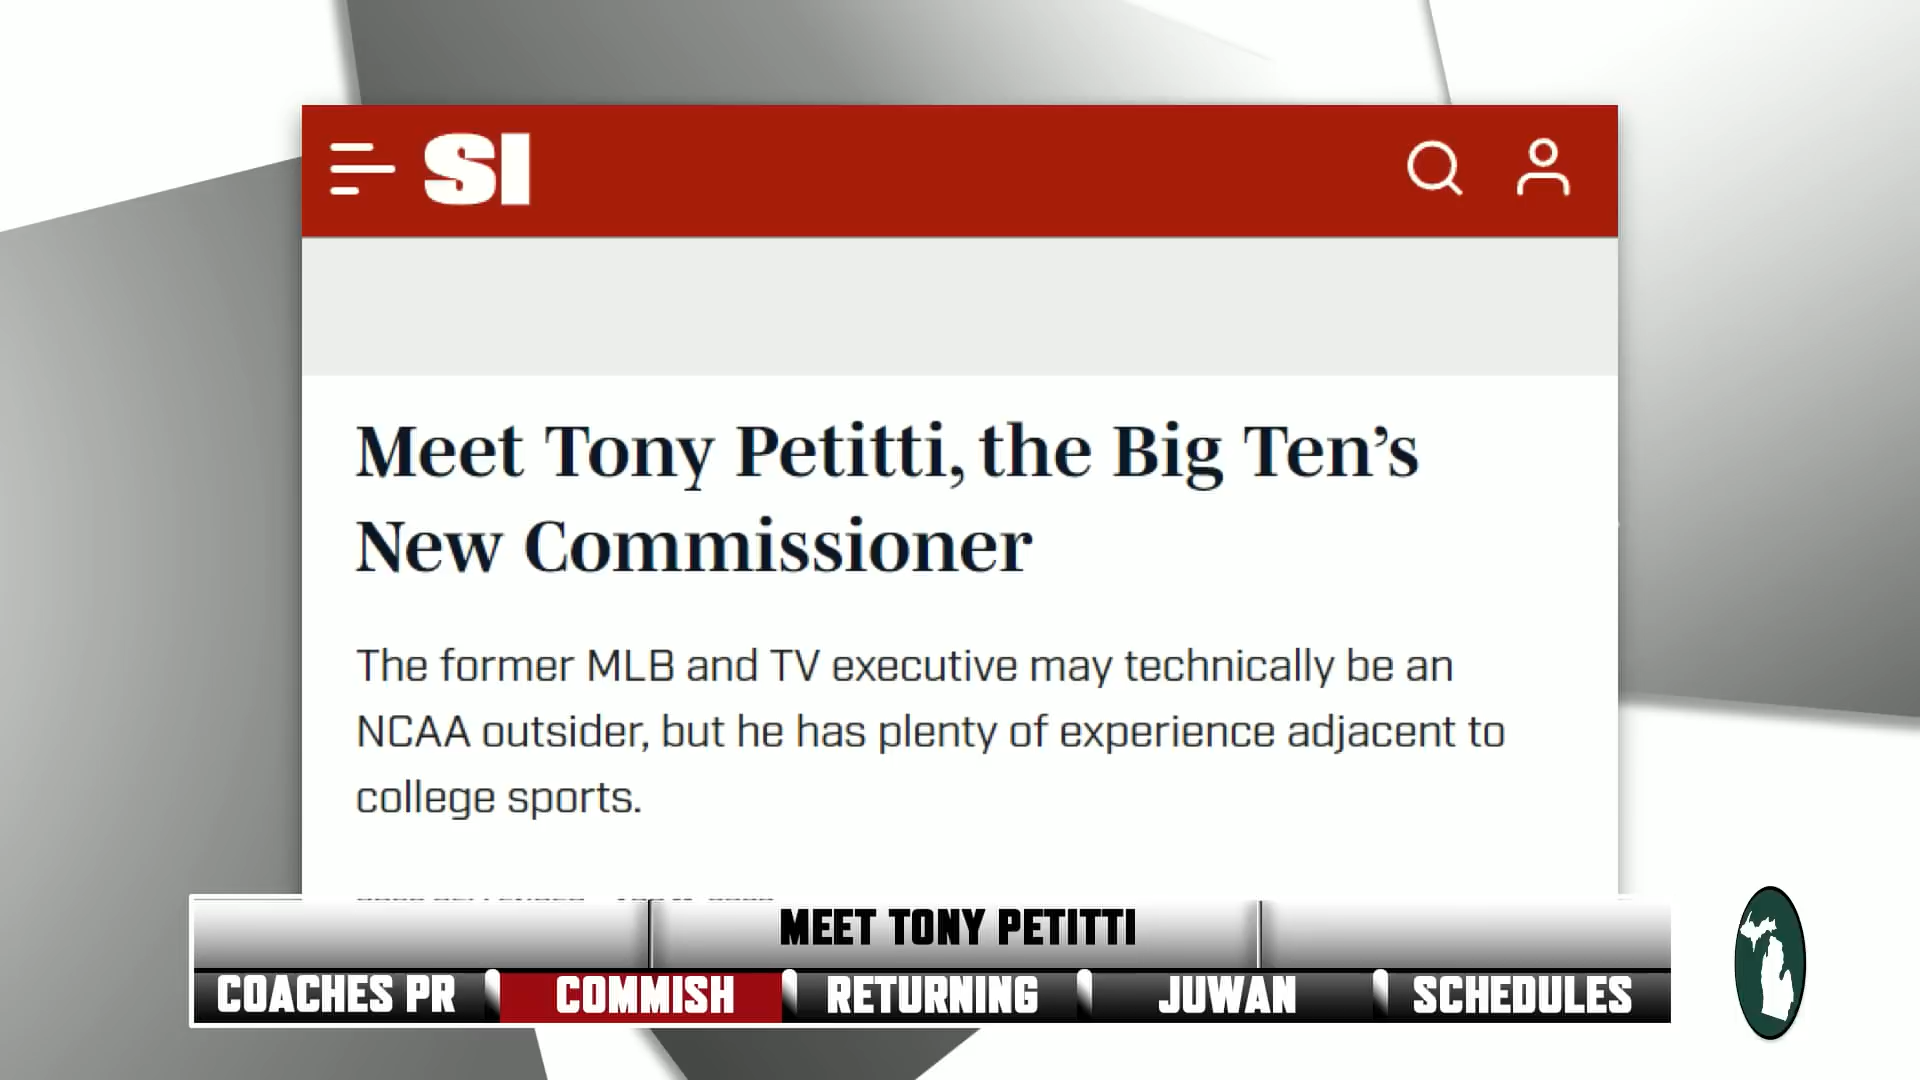 SI
Meet Tony Petitti, the Big Ten’s
New Commissioner
The former MLB and TV executive may technically be an
NCAA outsider, but he has plenty of experience adjacent to
college sports.
MEET TONY PETITTI
COACHES PR
COMMISH
RETURNING
JUWAN
SCHEDULES